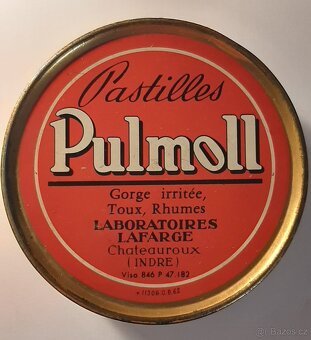 Pastilles
Pulmoll
Gorge irritée,
Toux, Rhumes
LABORATOIRES
LAFARGE
Chateauroux
(INDRE)
Visa 846 P 47.182